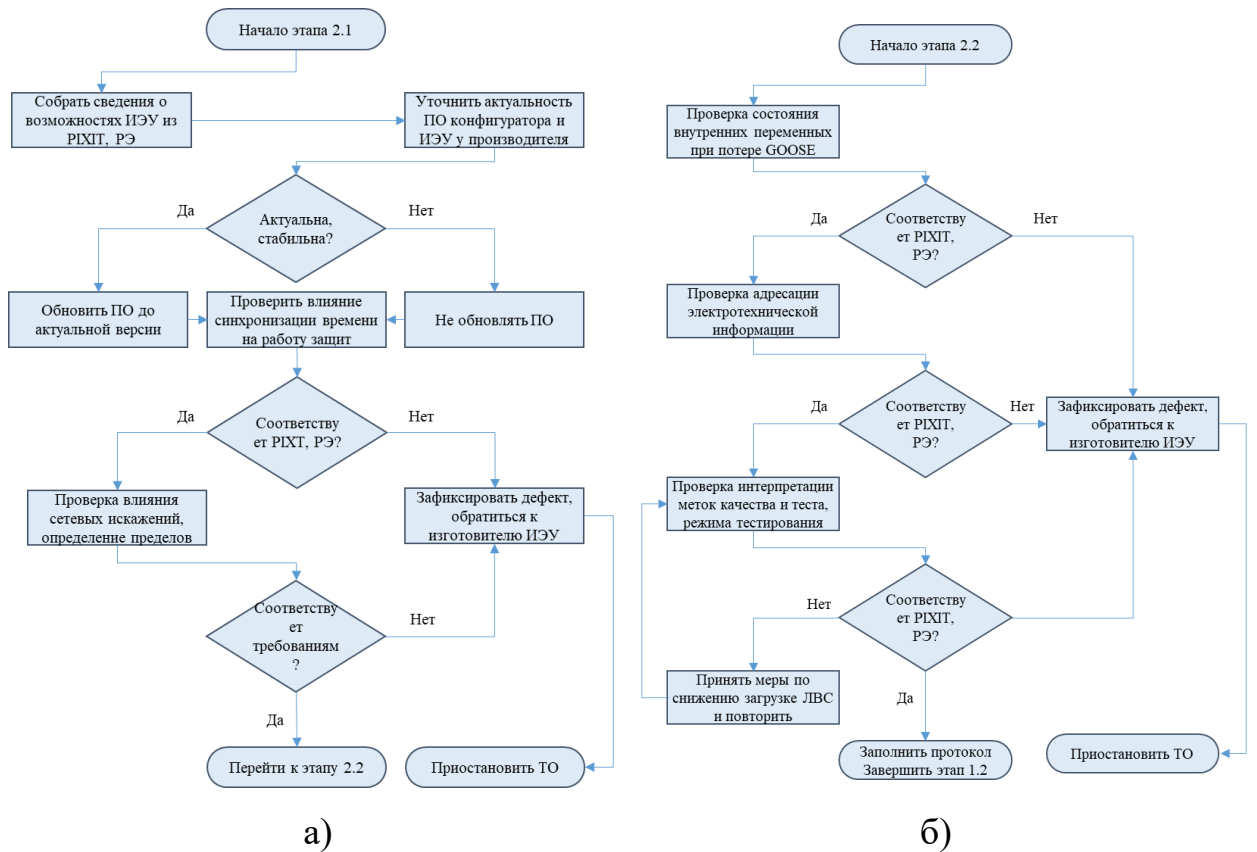 Начало этапа 2.1
Собрать сведения о
возможностях ИЭУ из
PIXIT, РЭ
Уточнить актуальность
ПО конфигуратора и
ИЭУ у производителя
Актуальна,
стабильна?
Да
Нет
Обновить ПО до
актуальной версии
Проверить влияние
синхронизации времени
на работу защит
Не обновлять ПО
Соответству
ет PIXT, РЭ?
Да
Нет
Проверка влияния
сетевых искажений,
определение пределов
Зафиксировать дефект,
обратиться к
изготовителю ИЭУ
Соответству
ет
требованиям
?
Нет
Да
Перейти к этапу 2.2
Приостановить ТО
а)
Начало этапа 2.2
Проверка состояния
внутренних переменных
при потере GOOSE
Соответству
ет PIXIT,
РЭ?
Да
Нет
Проверка адресации
электротехнической
информации
Соответству
ет PIXIT,
РЭ?
Да
Нет
Зафиксировать дефект,
обратиться к
изготовителю ИЭУ
Проверка интерпретации
меток качества и теста,
режима тестирования
Соответству
ет PIXIT,
РЭ?
Нет
Принять меры по
снижению загрузке ЛВС
и повторить
Да
Заполнить протокол
Завершить этап 1.2
Приостановить ТО
б)